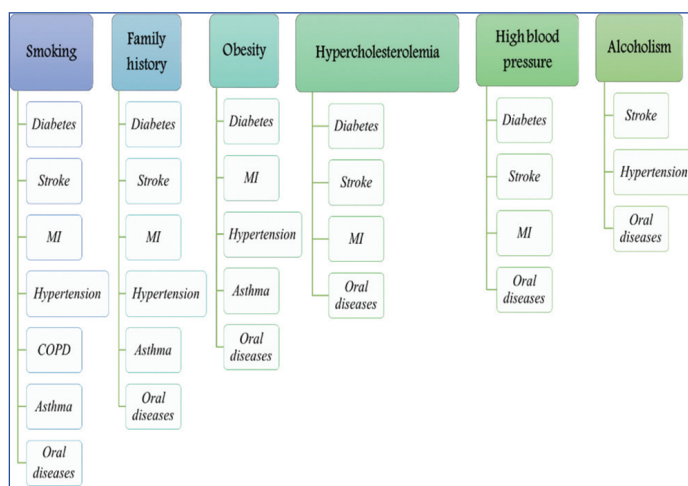 Smoking
Diabetes
Stroke
MI
Hypertension
COPD
Asthma
Oral
diseases
Family
history
Diabetes
Stroke
MI
Hypertension
Asthma
Oral
diseases
Obesity
Diabetes
MI
Hypertension
Asthma
Oral
diseases
Hypercholesterolemia
Diabetes
Stroke
MI
Oral
diseases
High blood
pressure
Diabetes
Stroke
MI
Oral
diseases
Alcoholism
Stroke
Hypertension
Oral
diseases